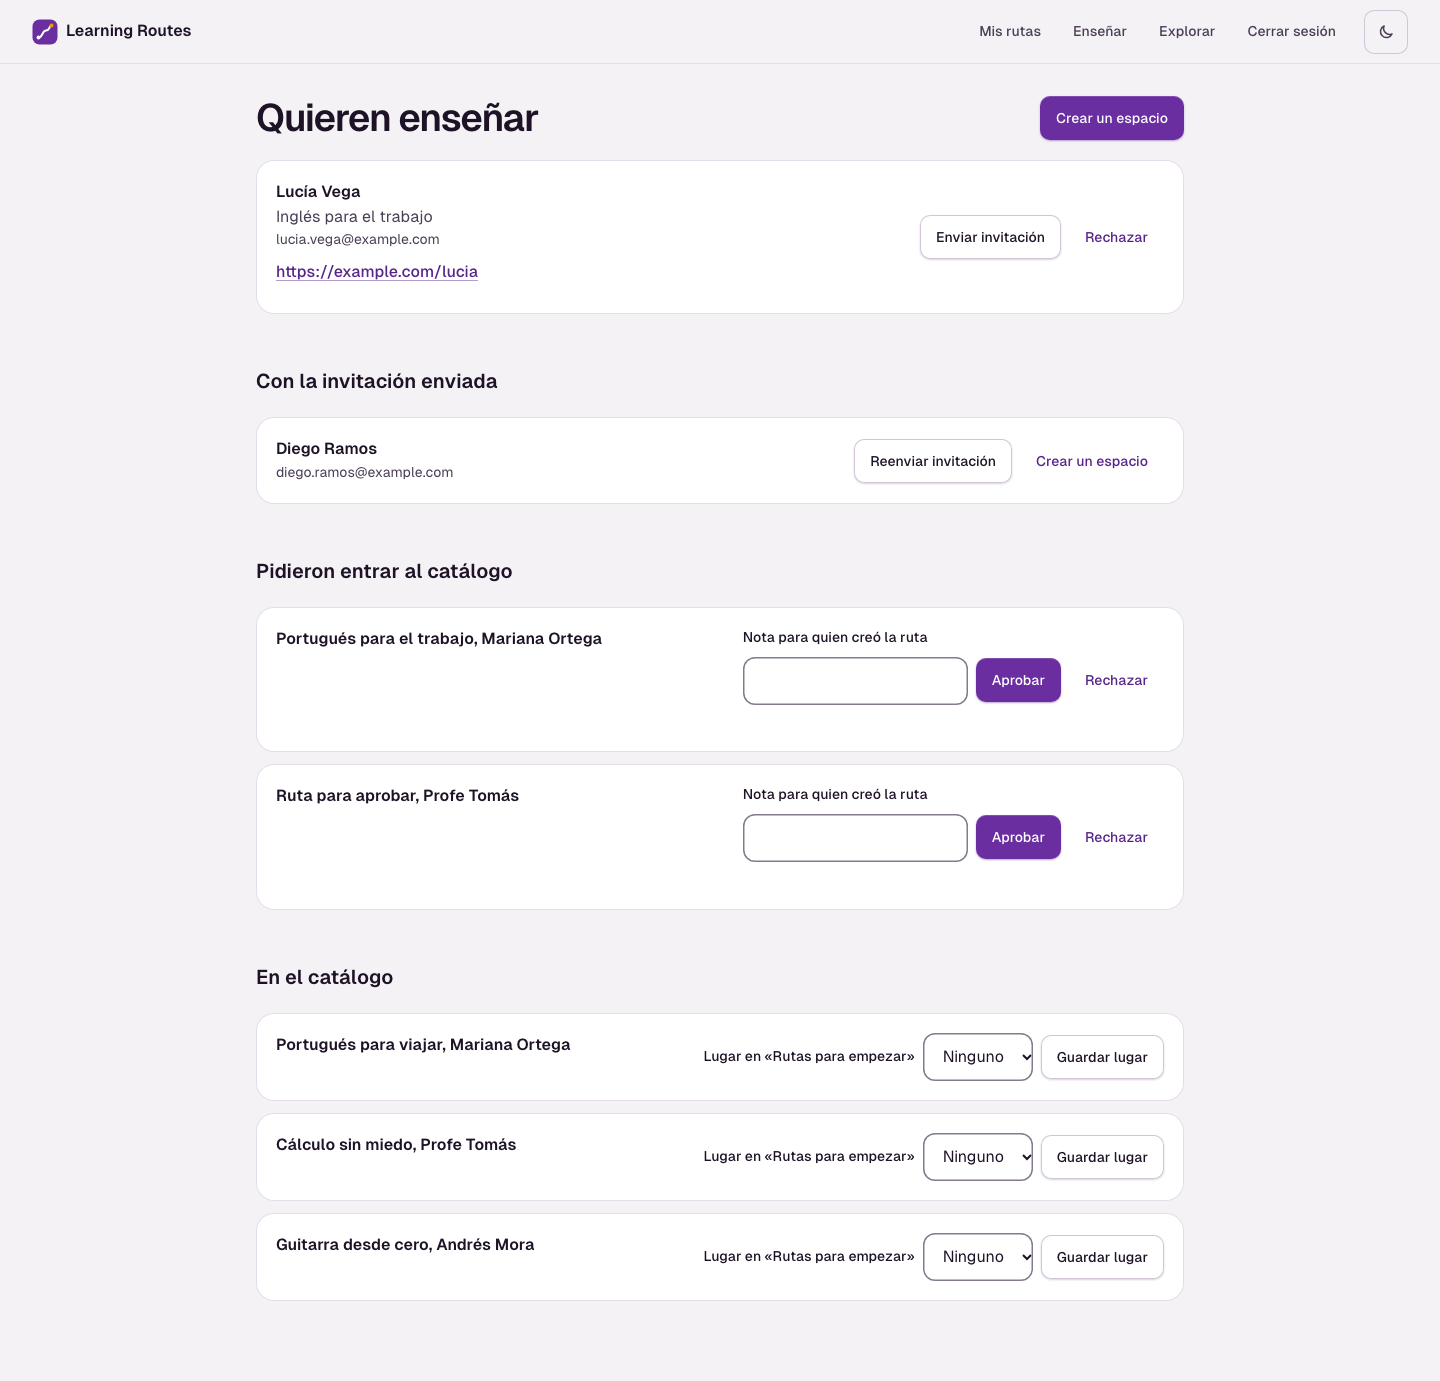 Learning Routes
Mis rutas
Enseñar
Explorar
Cerrar sesión
Quieren enseñar
Crear un espacio
Lucía Vega
Inglés para el trabajo
lucia.vega@example.com
https://example.com/lucia
Enviar invitación
Rechazar
Con la invitación enviada
Diego Ramos
diego.ramos@example.com
Reenviar invitación
Crear un espacio
Pidieron entrar al catálogo
Portugués para el trabajo, Mariana Ortega
Nota para quien creó la ruta
Aprobar
Rechazar
Ruta para aprobar, Profe Tomás
Nota para quien creó la ruta
Aprobar
Rechazar
En el catálogo
Portugués para viajar, Mariana Ortega
Lugar en «Rutas para empezar»
Ninguno
Guardar lugar
Cálculo sin miedo, Profe Tomás
Lugar en «Rutas para empezar»
Ninguno
Guardar lugar
Guitarra desde cero, Andrés Mora
Lugar en «Rutas para empezar»
Ninguno
Guardar lugar